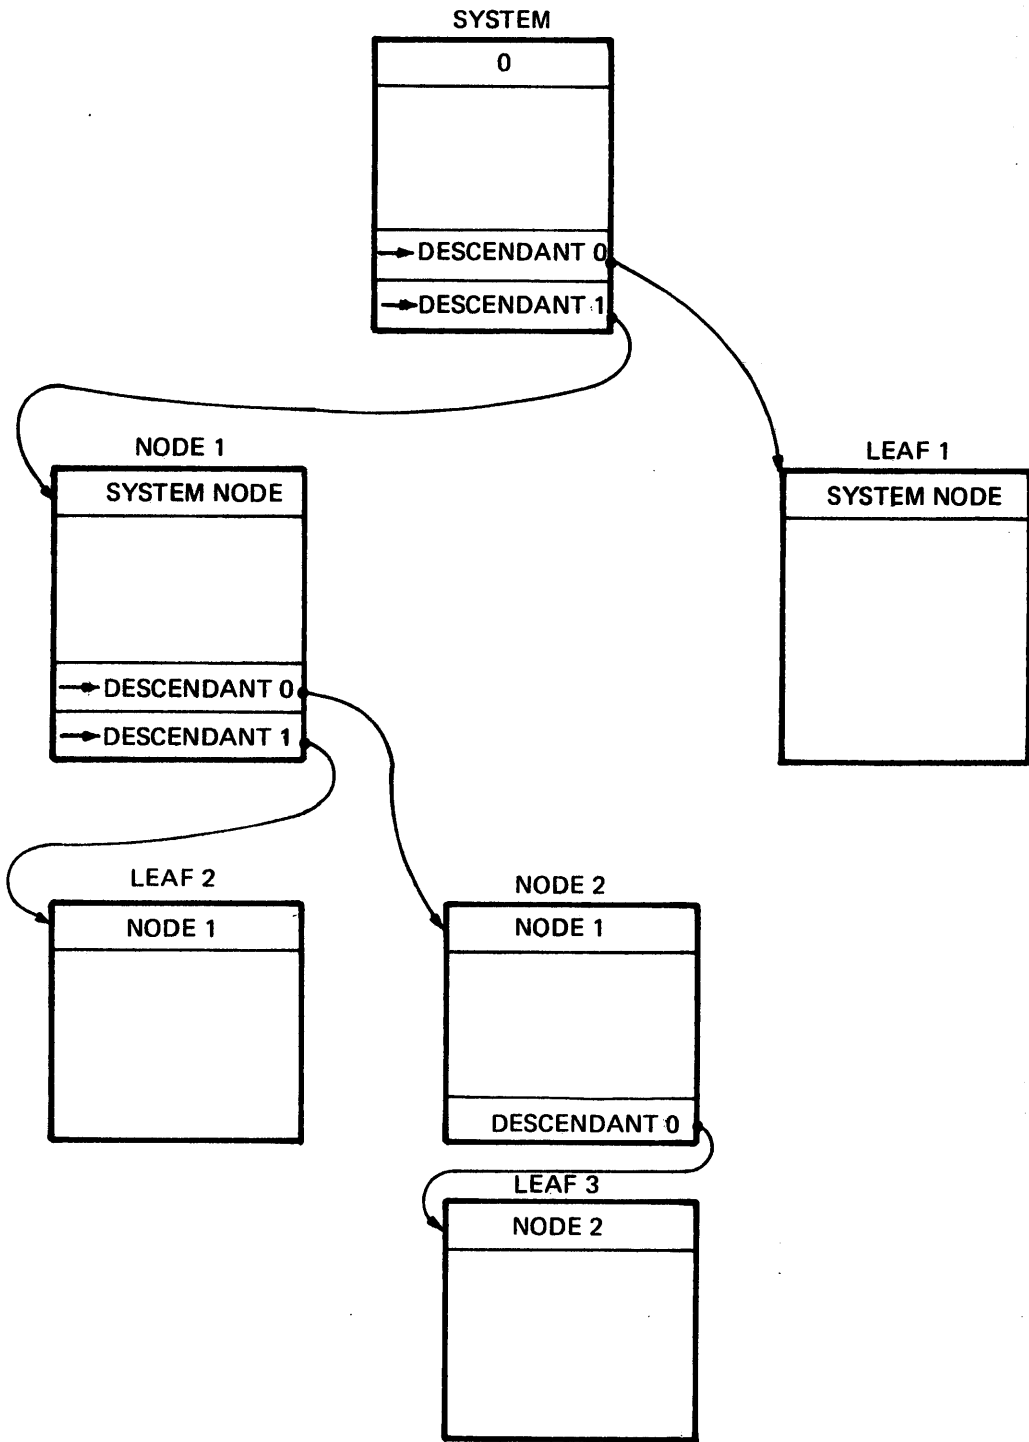 SYSTEM
0
DESCENDANT 0
DESCENDANT 1
NODE 1
SYSTEM NODE
DESCENDANT 0
DESCENDANT 1
LEAF 1
SYSTEM NODE
LEAF 2
NODE 1
NODE 2
NODE 1
DESCENDANT 0
LEAF 3
NODE 2